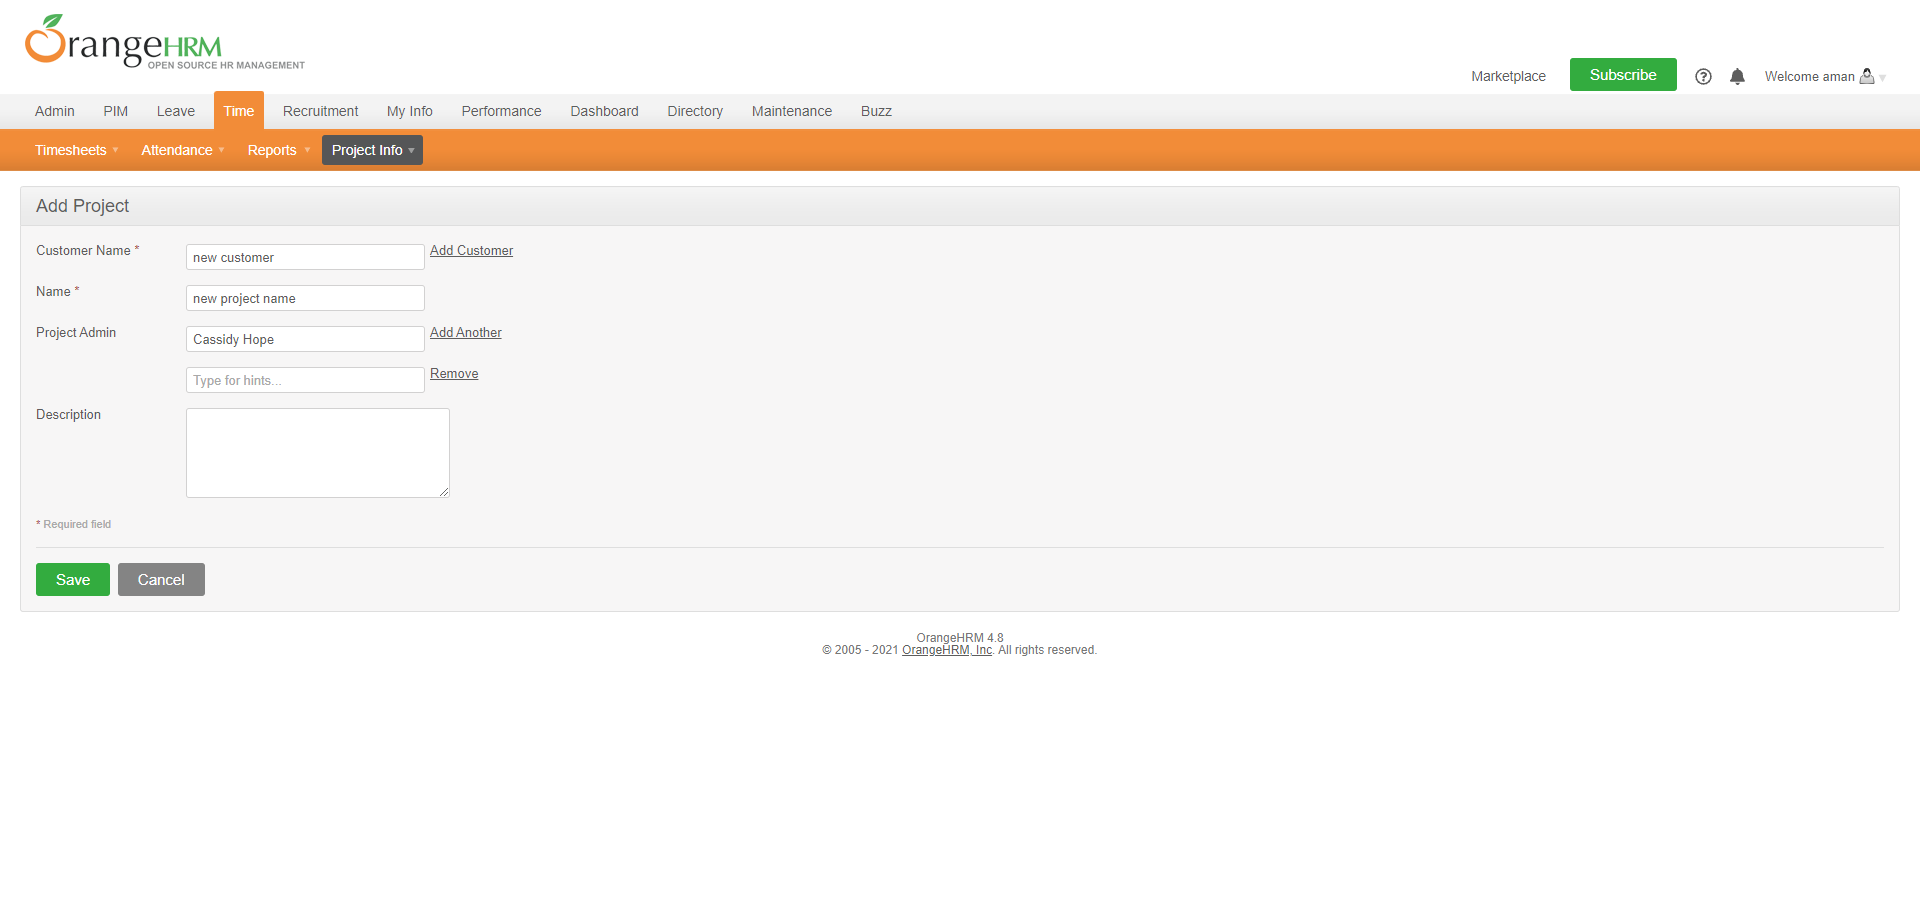 OrangeHRM
OPEN SOURCE HR MANAGEMENT
Marketplace Subscribe Welcome aman
Admin PIM Leave Time Recruitment My Info Performance Dashboard Directory Maintenance Buzz
Timesheets Attendance Reports Project Info
Add Project
Customer Name * new customer Add Customer
Name * new project name
Project Admin Cassidy Hope Add Another
Type for hints... Remove
Description
* Required field
Save Cancel
OrangeHRM 4.8
© 2005 - 2021 OrangeHRM, Inc. All rights reserved.